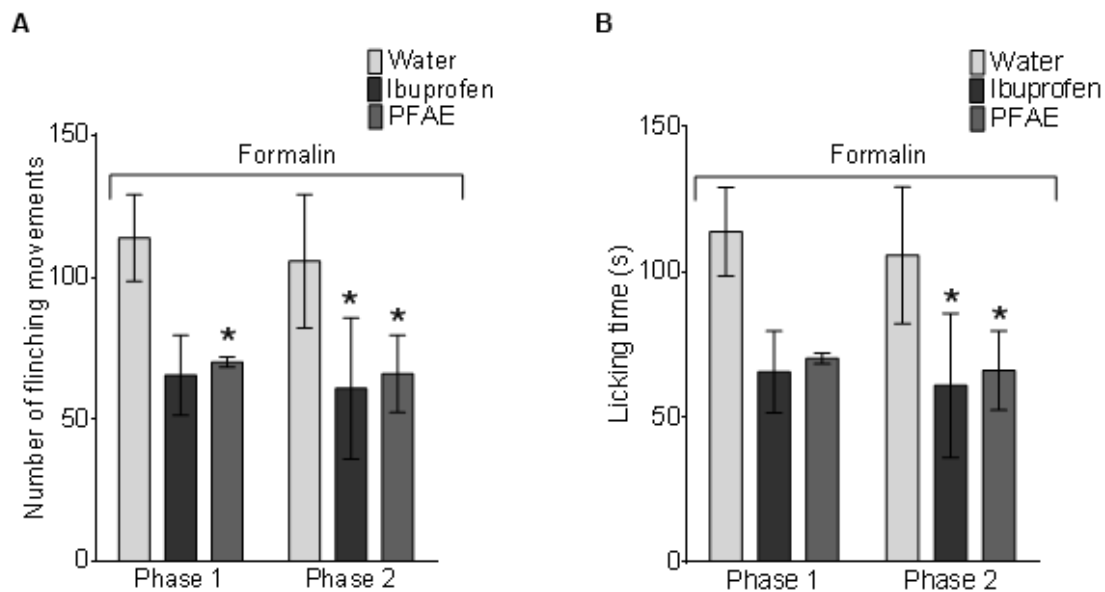 A
Water
Ibuprofen
PFAE
150
100
50
0
Number of flinching movements
Formalin
*
*
*
Phase 1
Phase 2
B
Water
Ibuprofen
PFAE
150
100
50
0
Licking time (s)
Formalin
*
*
Phase 1
Phase 2